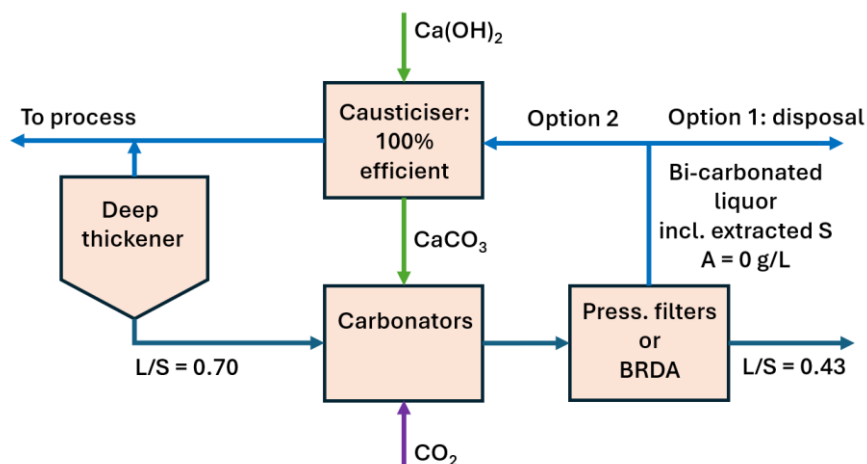 Ca(OH)₂
To process
Causticiser:
100%
efficient
Option 2
Option 1: disposal
Bi-carbonated
liquor
incl. extracted S
A = 0 g/L
Deep
thickener
CaCO₃
Carbonators
Press. filters
or
BRDA
L/S = 0.70
L/S = 0.43
CO₂